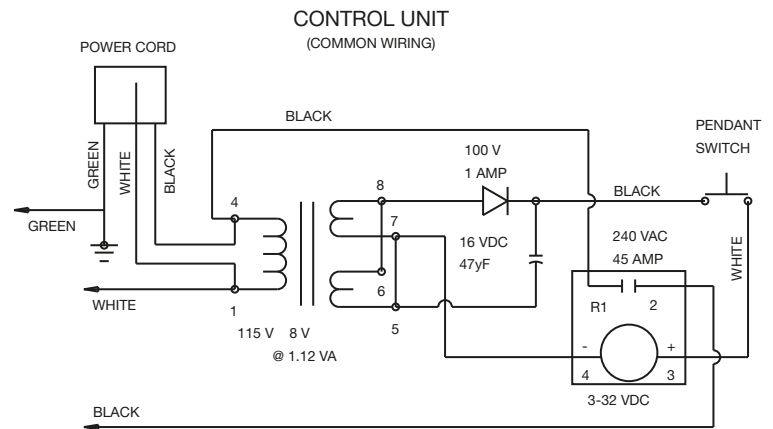 CONTROL UNIT
(COMMON WIRING)
POWER CORD
GREEN
WHITE
BLACK
BLACK
100 V
1 AMP
PENDANT
SWITCH
4
8
BLACK
7
GREEN
16 VDC
47yF
240 VAC
45 AMP
WHITE
6
WHITE
1
5
R1
2
115 V
8 V
@ 1.12 VA
-
+
4
3
3-32 VDC
BLACK